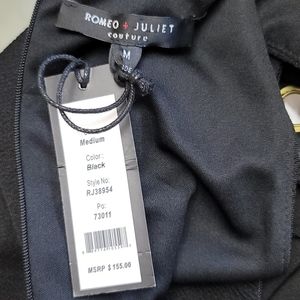 ROMEO + JULIET
couture
M
Medium
Color :
Black
Style No:
RJ38954
Po:
73011
MSRP $ 155.00